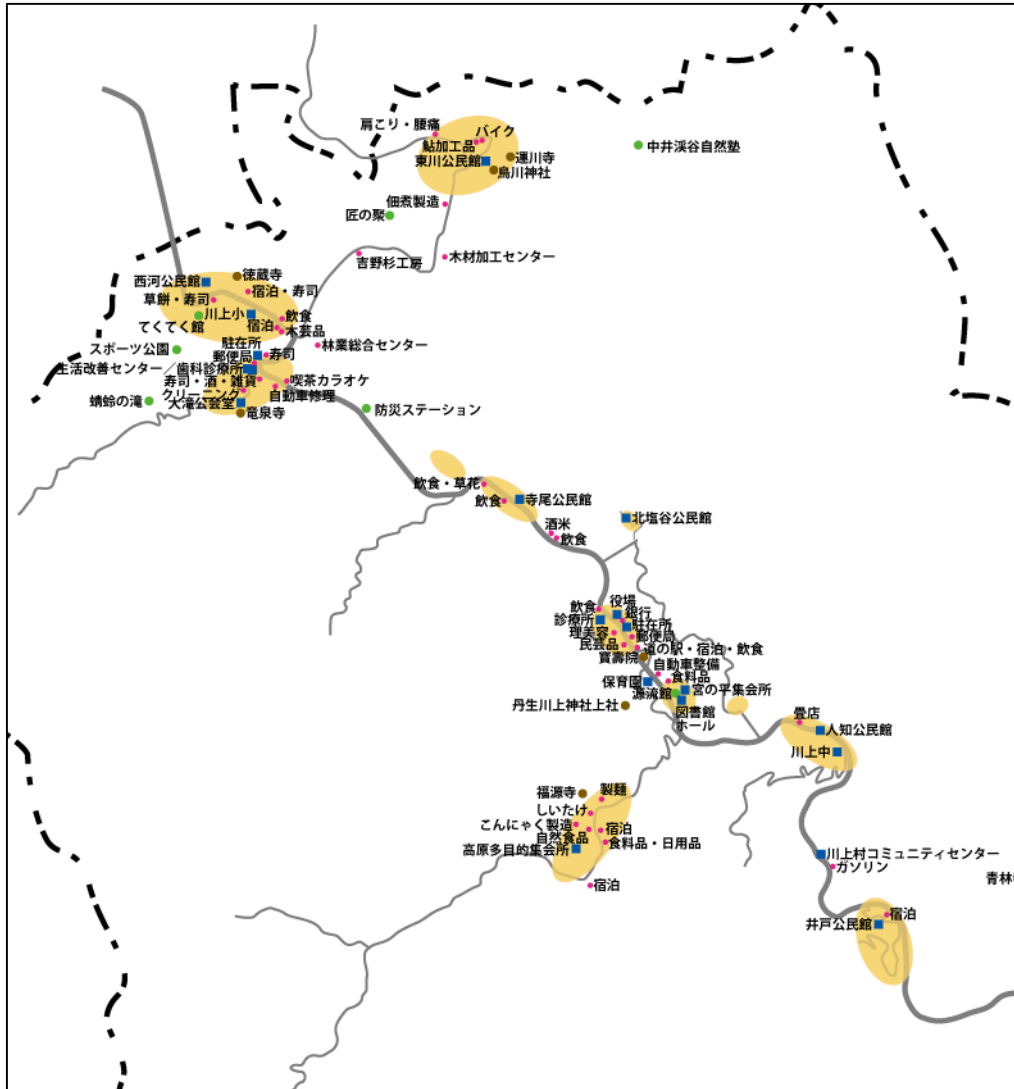 肩こり・腰痛
バイク
鮎加工品
東川公民館
運川寺
烏川神社
中井渓谷自然塾
佃煮製造
匠の聚
吉野杉工房
木材加工センター
徳蔵寺
西河公民館
宿泊・寿司
草餅・寿司
川上小
飲食
てくてく館
宿泊
木芸品
林業総合センター
駐在所
スポーツ公園
郵便局
寿司
生活改善センター／歯科診療所
寿司・酒・雑貨
喫茶カラオケ
クリーニング
自動車修理
蜻蛉の滝
大滝公会堂
竜泉寺
防災ステーション
飲食・草花
飲食
寺尾公民館
酒米
飲食
北塩谷公民館
役場
飲食
銀行
診療所
駐在所
理美容
郵便局
民芸品
道の駅・宿泊・飲食
寶壽院
自動車整備
食料品
保育園
宮の平集会所
源流館
図書館
ホール
丹生川上神社上社
畳店
人知公民館
川上中
福源寺
製麺
しいたけ
こんにゃく製造
宿泊
自然食品
食料品・日用品
高原多目的集会所
宿泊
川上村コミュニティセンター
ガソリン
青林
宿泊
井戸公民館